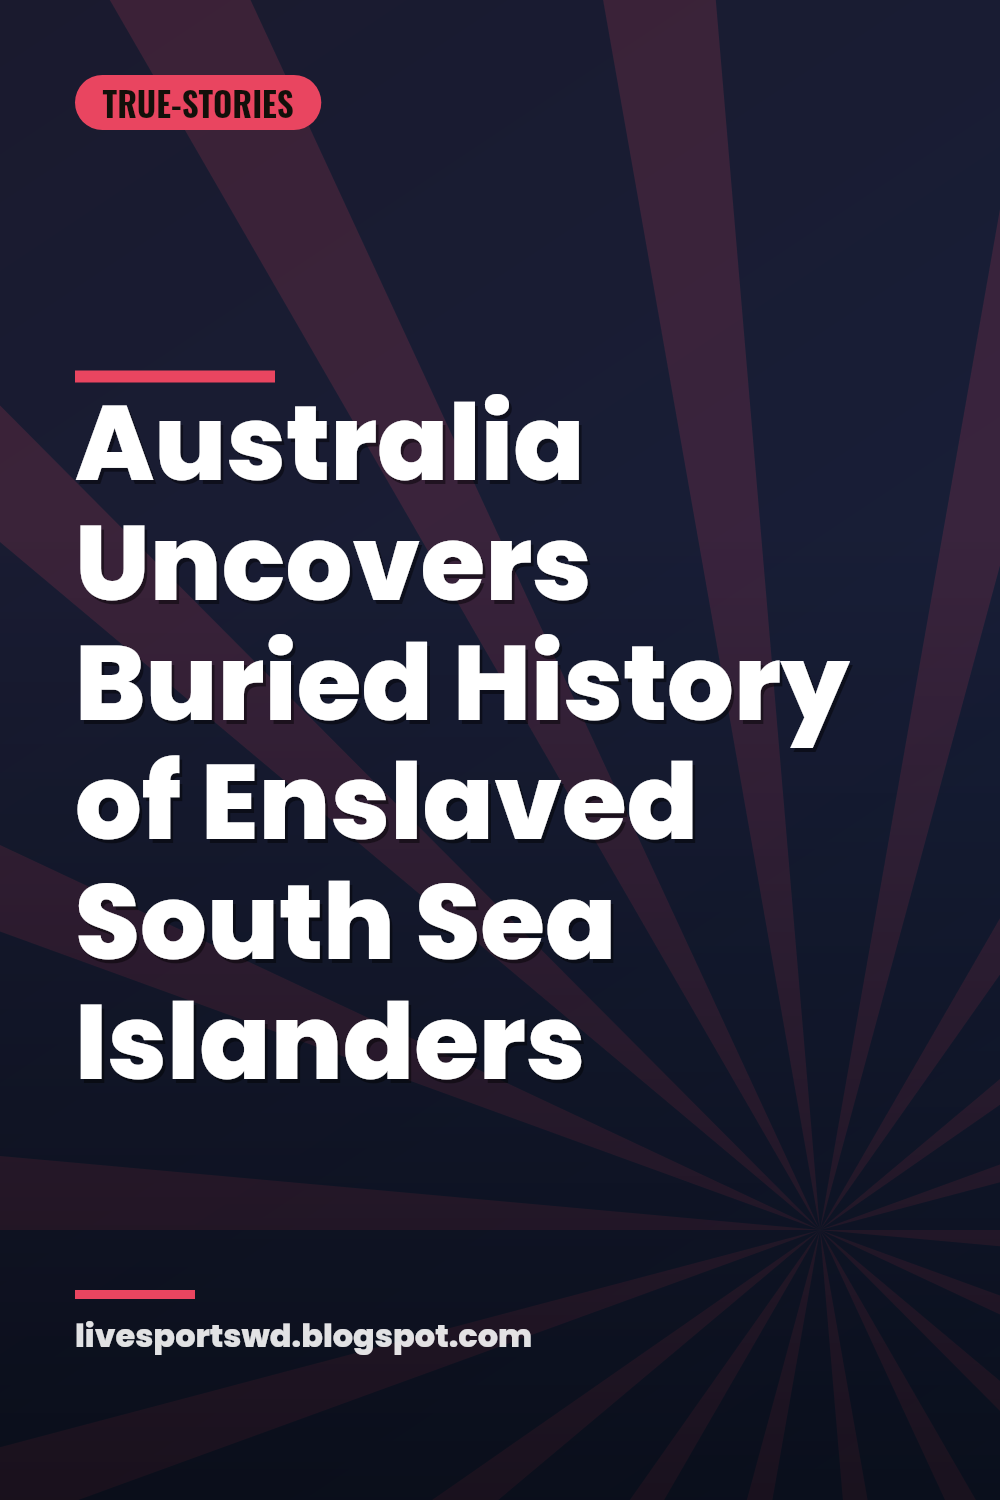 TRUE-STORIES
Australia
Uncovers
Buried History
of Enslaved
South Sea
Islanders
livesportswd.blogspot.com